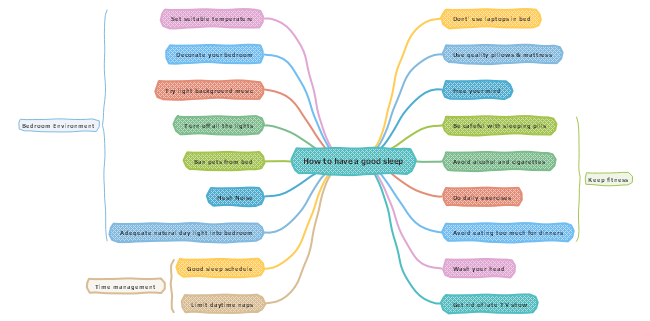 How to have a good sleep
Bedroom Environment
Set suitable temperature
Decorate your bedroom
Try light background music
Turn off all the lights
Ban pets from bed
Hush Noise
Adequate natural day light into bedroom
Time management
Good sleep schedule
Limit daytime naps
Dont' use laptops in bed
Use quality pillows & mattress
Free your mind
Be cafeful with sleeping pills
Avoid alcohol and cigarettes
Do daily exercises
Avoid eating too much for dinners
Keep fitness
Wash your head
Get rid of late TV show